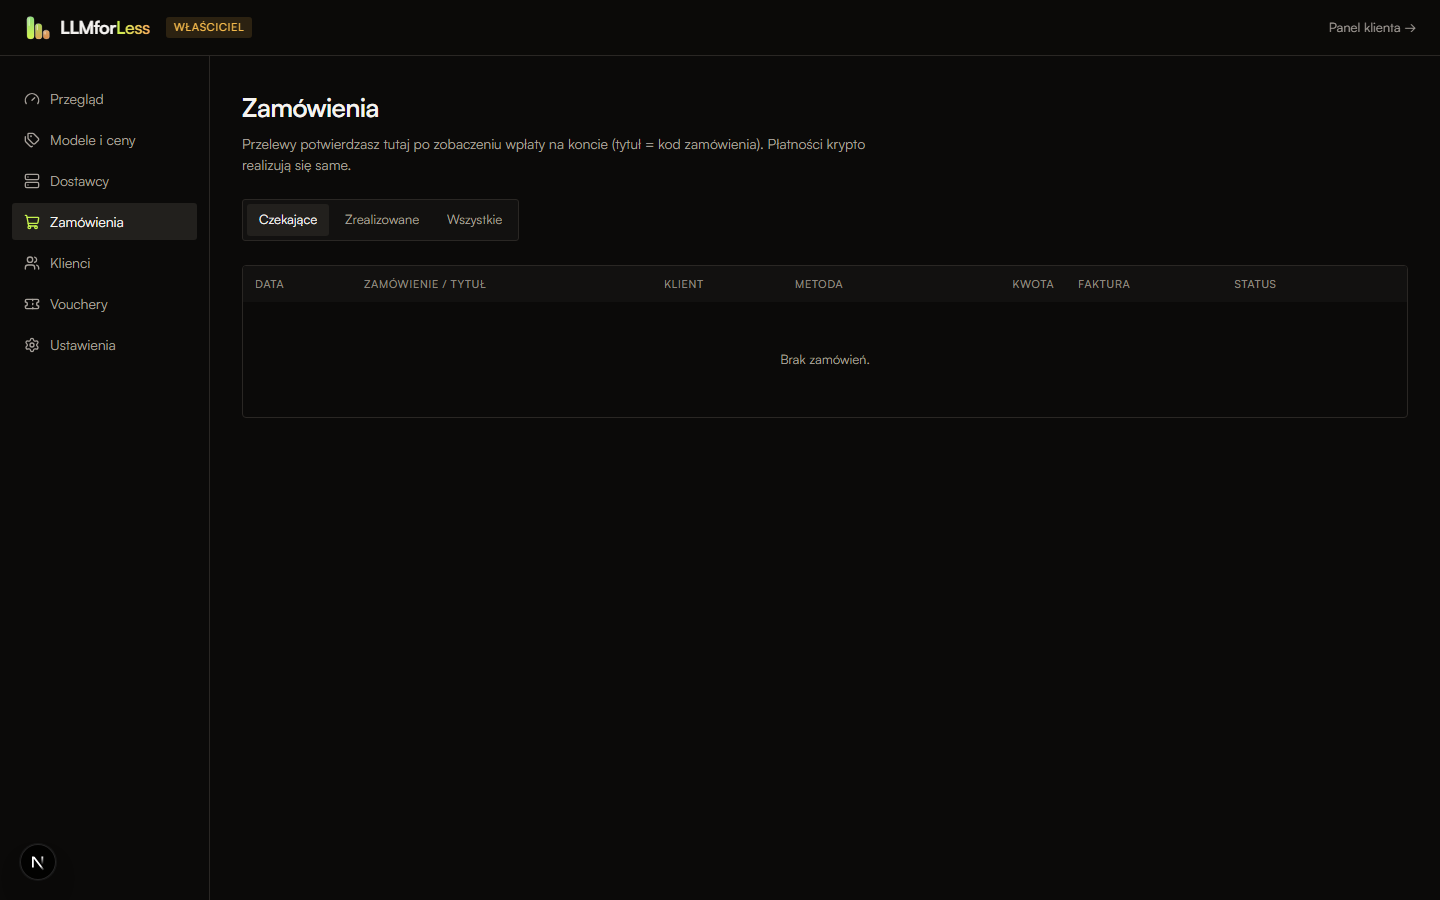 LLMforLess
WŁAŚCICIEL
Panel klienta →
Przegląd
Modele i ceny
Dostawcy
Zamówienia
Klienci
Vouchery
Ustawienia
Zamówienia
Przelewy potwierdzasz tutaj po zobaczeniu wpłaty na koncie (tytuł = kod zamówienia). Płatności krypto
realizują się same.
Czekające Zrealizowane Wszystkie
DATA ZAMÓWIENIE / TYTUŁ KLIENT METODA KWOTA FAKTURA STATUS
Brak zamówień.
N